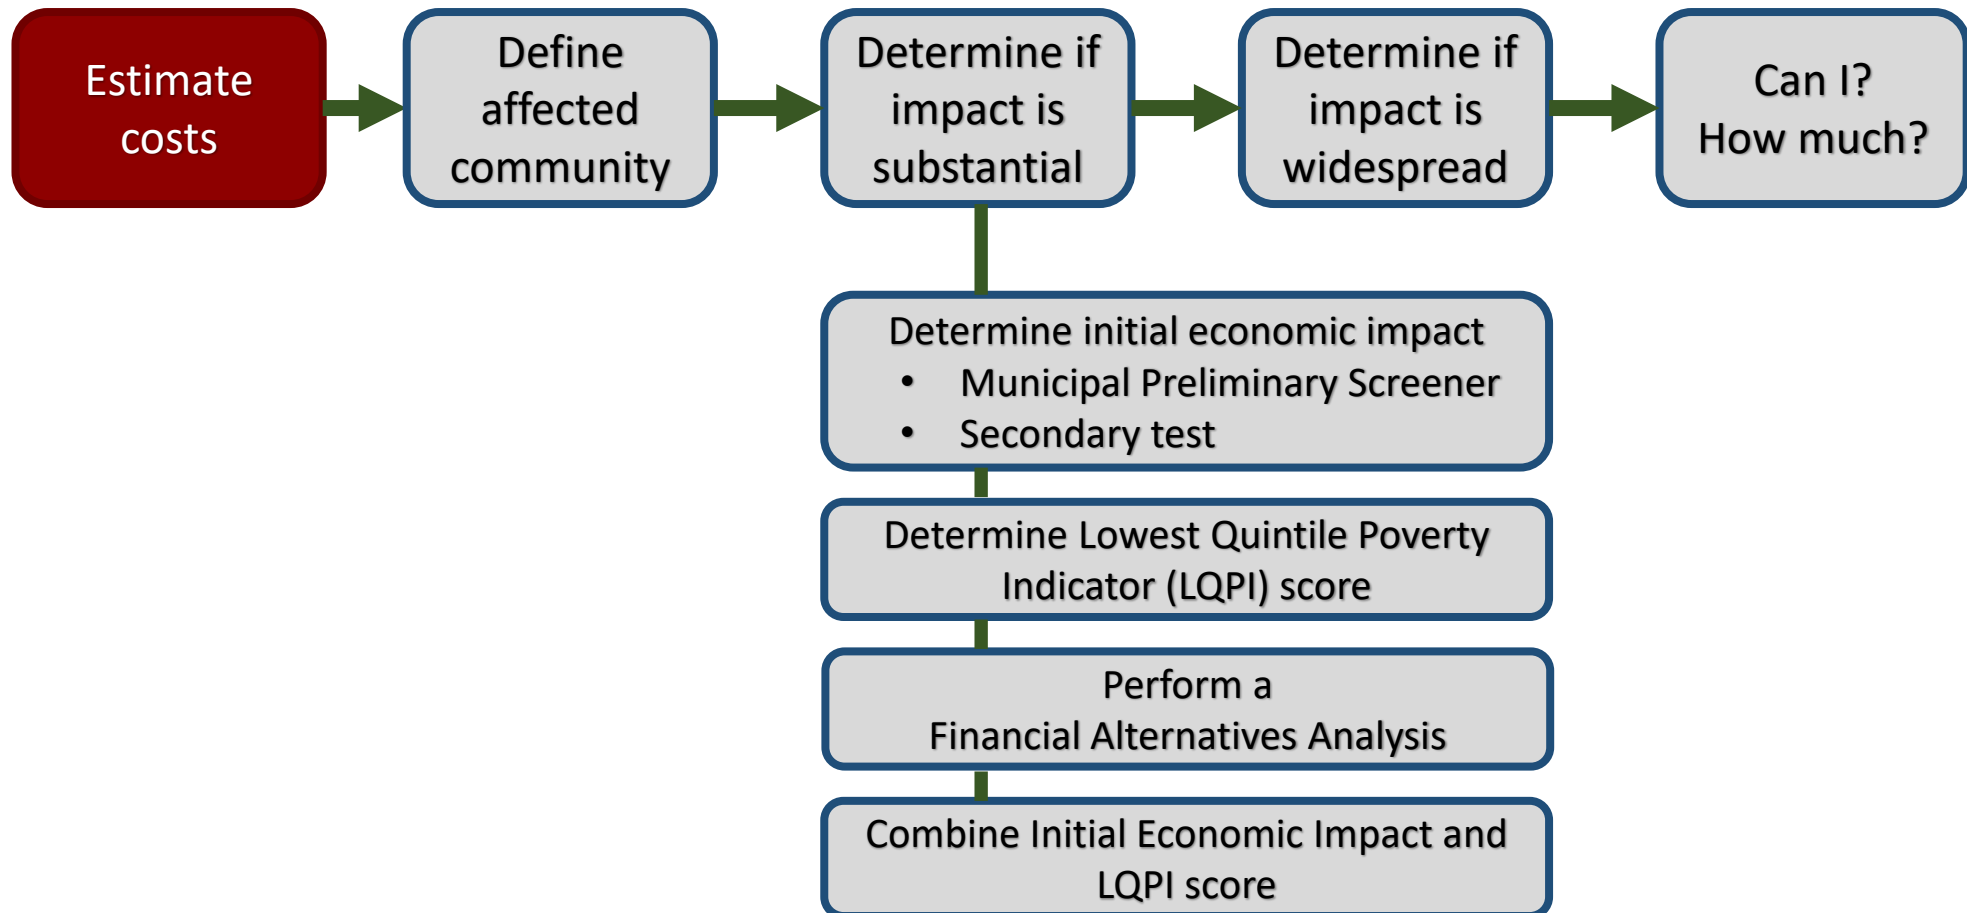 Estimate
costs
Define
affected
community
Determine if
impact is
substantial
Determine if
impact is
widespread
Can I?
How much?
Determine initial economic impact
• Municipal Preliminary Screener
• Secondary test
Determine Lowest Quintile Poverty
Indicator (LQPI) score
Perform a
Financial Alternatives Analysis
Combine Initial Economic Impact and
LQPI score